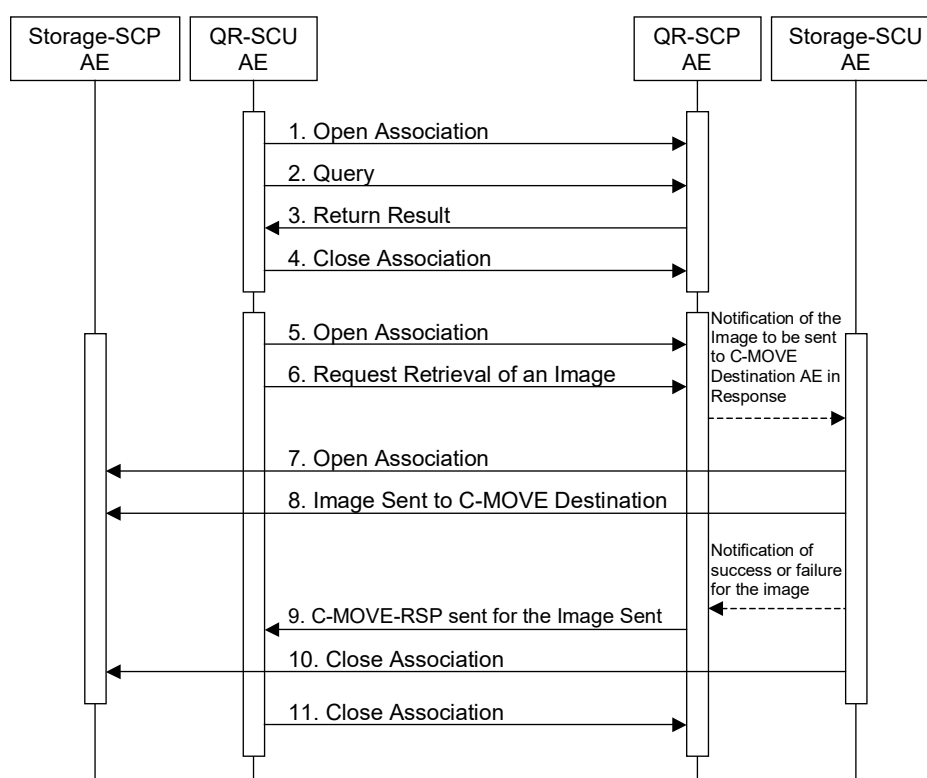 Storage-SCP
AE
QR-SCU
AE
QR-SCP
AE
Storage-SCU
AE
1. Open Association
2. Query
3. Return Result
4. Close Association
Notification of the
Image to be sent
to C-MOVE
Destination AE in
Response
5. Open Association
6. Request Retrieval of an Image
7. Open Association
8. Image Sent to C-MOVE Destination
Notification of
success or failure
for the image
9. C-MOVE-RSP sent for the Image Sent
10. Close Association
11. Close Association